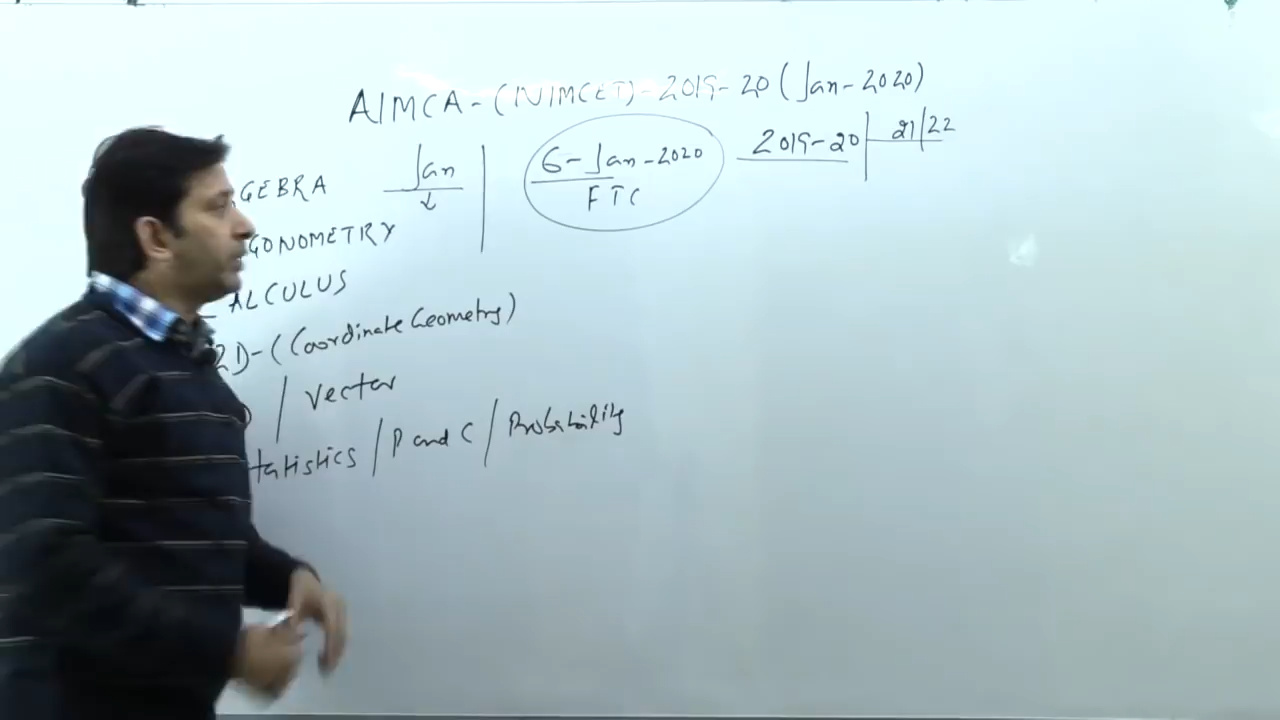 AIMCA-(NIMCET)-2019-20(Jan-2020)
GEBRA Jan 6-Jan-2020 2019-20 21/22
FTC
GONOMETRY
ALCULUS
2D-(Coordinate Geometry)
/ Vector
tatistics / P and C / Probability